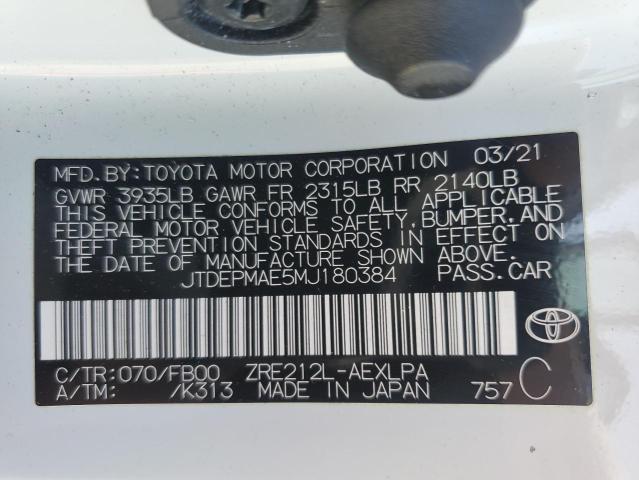 MFD. BY: TOYOTA MOTOR CORPORATION 03/21
GVWR 3935LB GAWR FR 2315LB RR 2140LB
THIS VEHICLE CONFORMS TO ALL APPLICABLE
FEDERAL MOTOR VEHICLE SAFETY, BUMPER, AND
THEFT PREVENTION STANDARDS IN EFFECT ON
THE DATE OF MANUFACTURE SHOWN ABOVE.
JTDEPMAE5MJ180384 PASS. CAR
C/TR: 070/FB00 ZRE212L-AEXLPA
A/TM: /K313 MADE IN JAPAN 757 C